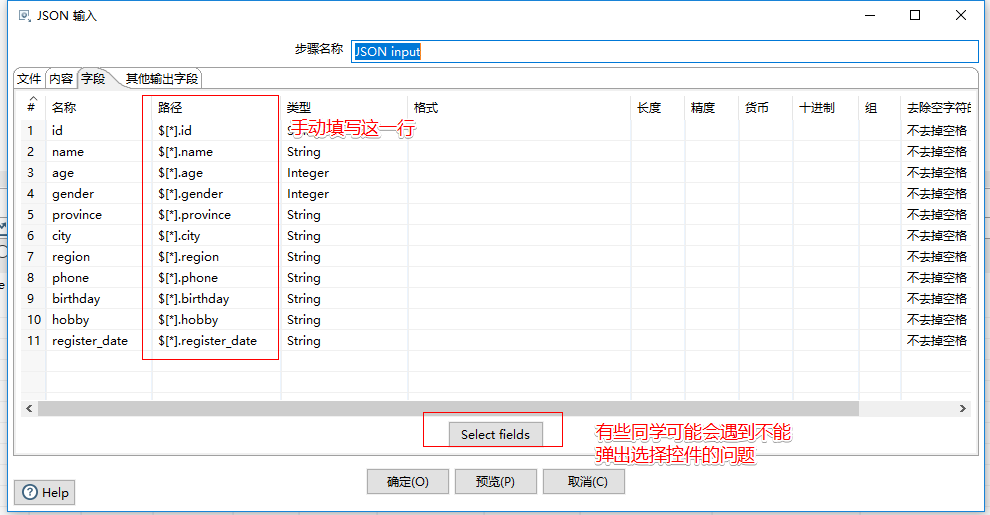 JSON 输入
步骤名称 JSON input
文件 内容 字段 其他输出字段
# 名称 路径 类型 格式 长度 精度 货币 十进制 组 去除空字符的
1 id $[*].id 手动填写这一行 不去掉空格
2 name $[*].name String 不去掉空格
3 age $[*].age Integer 不去掉空格
4 gender $[*].gender Integer 不去掉空格
5 province $[*].province String 不去掉空格
6 city $[*].city String 不去掉空格
7 region $[*].region String 不去掉空格
8 phone $[*].phone String 不去掉空格
9 birthday $[*].birthday String 不去掉空格
10 hobby $[*].hobby String 不去掉空格
11 register_date $[*].register_date String 不去掉空格
Select fields
有些同学可能会遇到不能
弹出选择控件的问题
确定(O) 预览(P) 取消(C)
Help